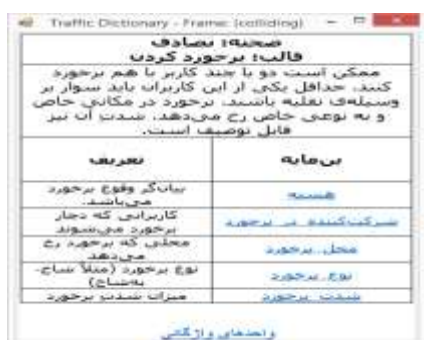 Traffic Dictionary - Frame: (colliding)
صحنه: تصادف
قالب: برخورد کردن
ممکن است دو یا چند کاربر با هم برخورد
کنند. حداقل یکی از این کاربران باید سوار بر
وسیله‌ی نقلیه باشند. برخورد در مکانی خاص
و به نوعی خاص رخ می‌دهد. شدت آن نیز
قابل توصیف است.
بن‌مایه تعریف
هسته بیانگر وقوع برخورد
می‌باشد.
شرکت‌کننده در برخورد کاربرانی که دچار
برخورد می‌شوند
محل برخورد محلی که برخورد رخ
می‌دهد
نوع برخورد نوع برخورد (مثلاً شاخ-
به‌شاخ)
شدت برخورد میزان شدت برخورد
واحدهای واژگانی